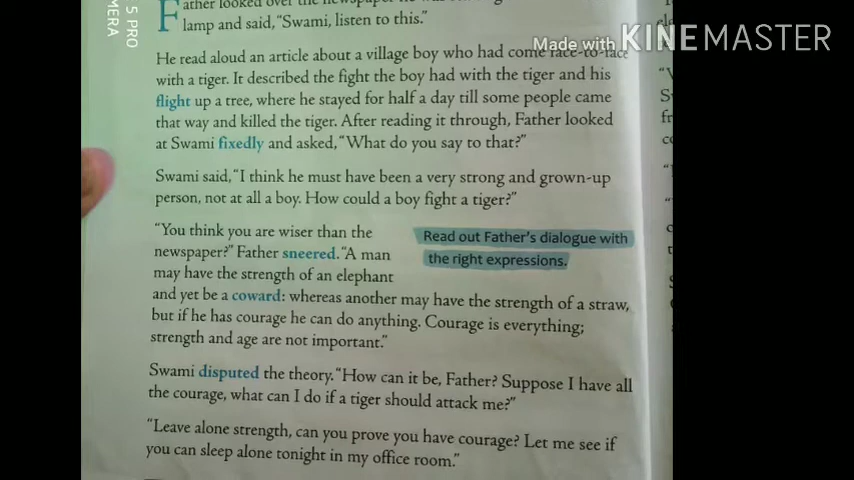 Made with KINEMASTER
5 PRO
MERA
Father looked over the newspaper he was
lamp and said, “Swami, listen to this.”
He read aloud an article about a village boy who had come face-to-face
with a tiger. It described the fight the boy had with the tiger and his
flight up a tree, where he stayed for half a day till some people came
that way and killed the tiger. After reading it through, Father looked
at Swami fixedly and asked, “What do you say to that?”
Swami said, “I think he must have been a very strong and grown-up
person, not at all a boy. How could a boy fight a tiger?”
“You think you are wiser than the
newspaper?” Father sneered. “A man
may have the strength of an elephant
and yet be a coward: whereas another may have the strength of a straw,
but if he has courage he can do anything. Courage is everything;
strength and age are not important.”
Read out Father’s dialogue with
the right expressions.
Swami disputed the theory. “How can it be, Father? Suppose I have all
the courage, what can I do if a tiger should attack me?”
“Leave alone strength, can you prove you have courage? Let me see if
you can sleep alone tonight in my office room.”